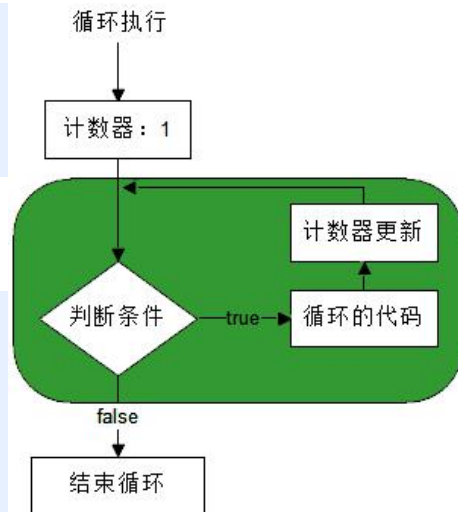 循环执行
计数器：1
计数器更新
判断条件
true
循环的代码
false
结束循环